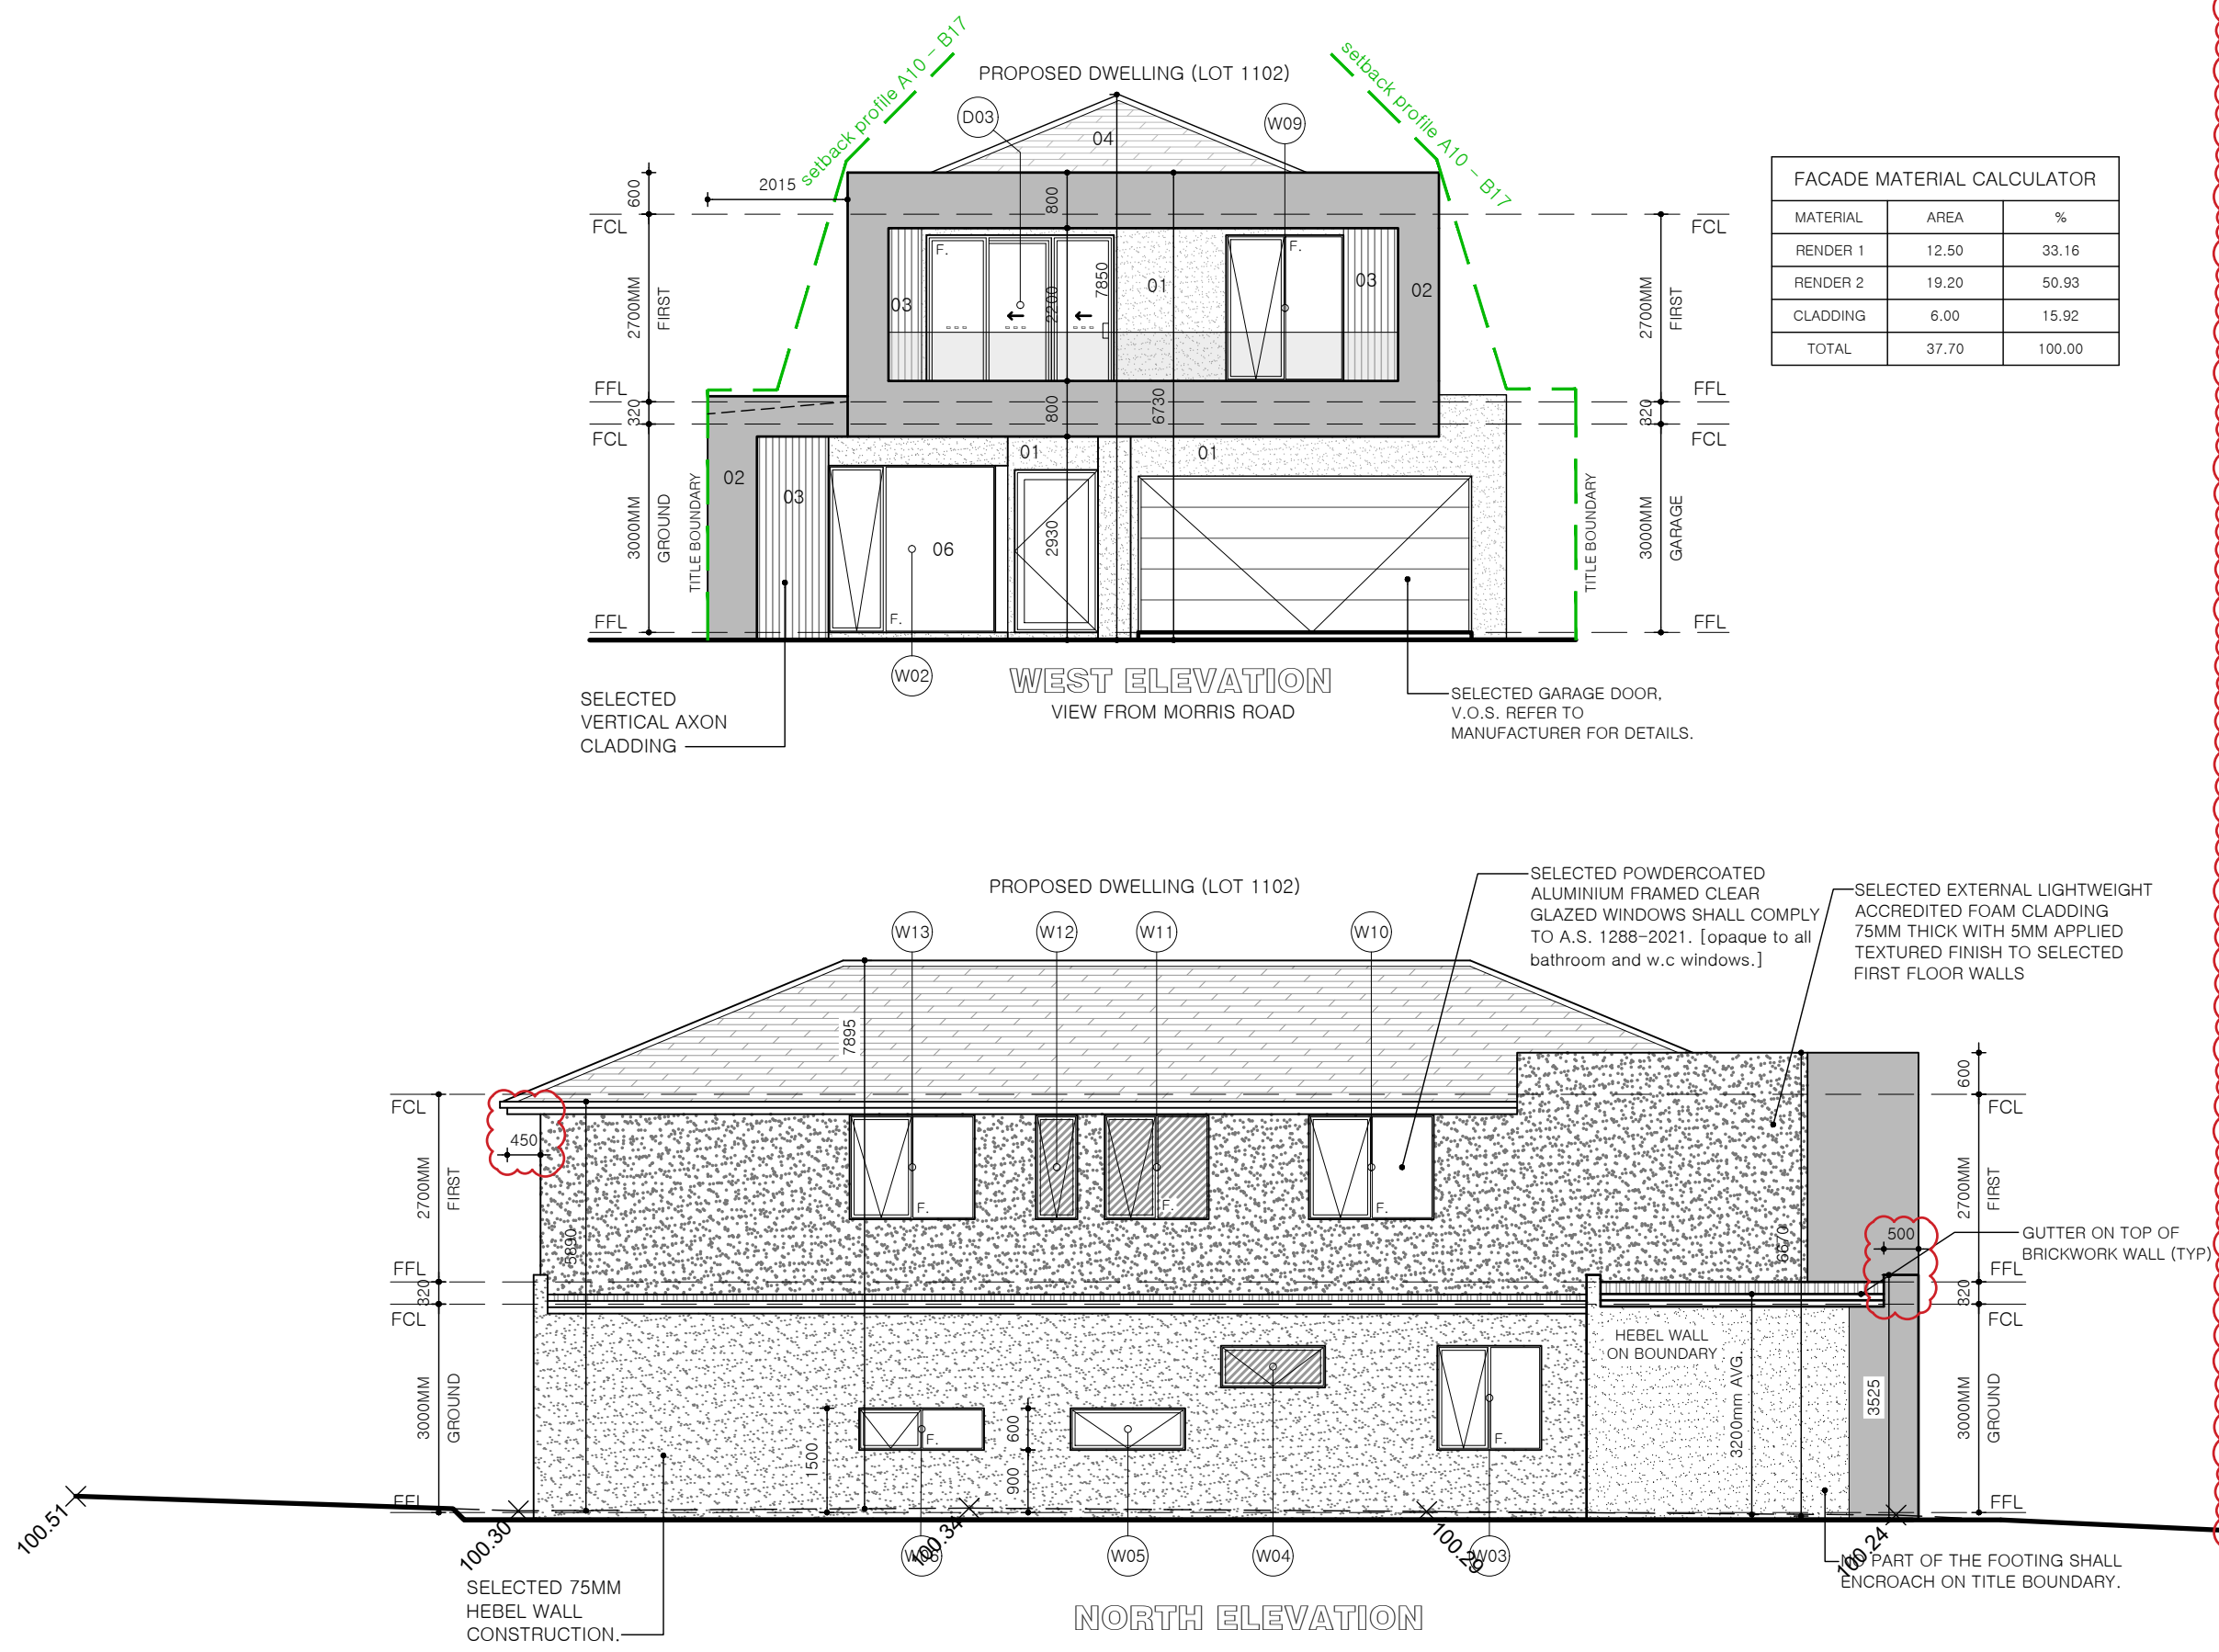 setback profile A10 - B17
PROPOSED DWELLING (LOT 1102)
setback profile A10 - B17
D03
W09
04
2015
600
800
FCL
FCL
F.
F.
7850
2200
01
03
03
02
2700MM
FIRST
2700MM
FIRST
FFL
FFL
320
320
800
6730
FCL
FCL
01
01
02
03
06
2930
3000MM
GROUND
TITLE BOUNDARY
TITLE BOUNDARY
3000MM
GARAGE
F.
FFL
FFL
W02
WEST ELEVATION
VIEW FROM MORRIS ROAD
SELECTED
VERTICAL AXON
CLADDING
SELECTED GARAGE DOOR,
V.O.S. REFER TO
MANUFACTURER FOR DETAILS.
FACADE MATERIAL CALCULATOR
MATERIAL AREA %
RENDER 1 12.50 33.16
RENDER 2 19.20 50.93
CLADDING 6.00 15.92
TOTAL 37.70 100.00
PROPOSED DWELLING (LOT 1102)
SELECTED POWDERCOATED
ALUMINIUM FRAMED CLEAR
GLAZED WINDOWS SHALL COMPLY
TO A.S. 1288-2021. [opaque to all
bathroom and w.c windows.]
SELECTED EXTERNAL LIGHTWEIGHT
ACCREDITED FOAM CLADDING
75MM THICK WITH 5MM APPLIED
TEXTURED FINISH TO SELECTED
FIRST FLOOR WALLS
W13
W12
W11
W10
7895
600
FCL
FCL
450
2700MM
FIRST
2700MM
FIRST
F.
F.
F.
5890
6670
500
GUTTER ON TOP OF
BRICKWORK WALL (TYP)
FFL
FFL
320
320
FCL
FCL
HEBEL WALL
ON BOUNDARY
3200mm AVG.
3525
3000MM
GROUND
3000MM
GROUND
1500
600
900
F.
F.
FFL
FFL
100.51
100.30
100.34
100.29
100.24
W06
W05
W04
W03
SELECTED 75MM
HEBEL WALL
CONSTRUCTION.
PART OF THE FOOTING SHALL
ENCROACH ON TITLE BOUNDARY.
NORTH ELEVATION